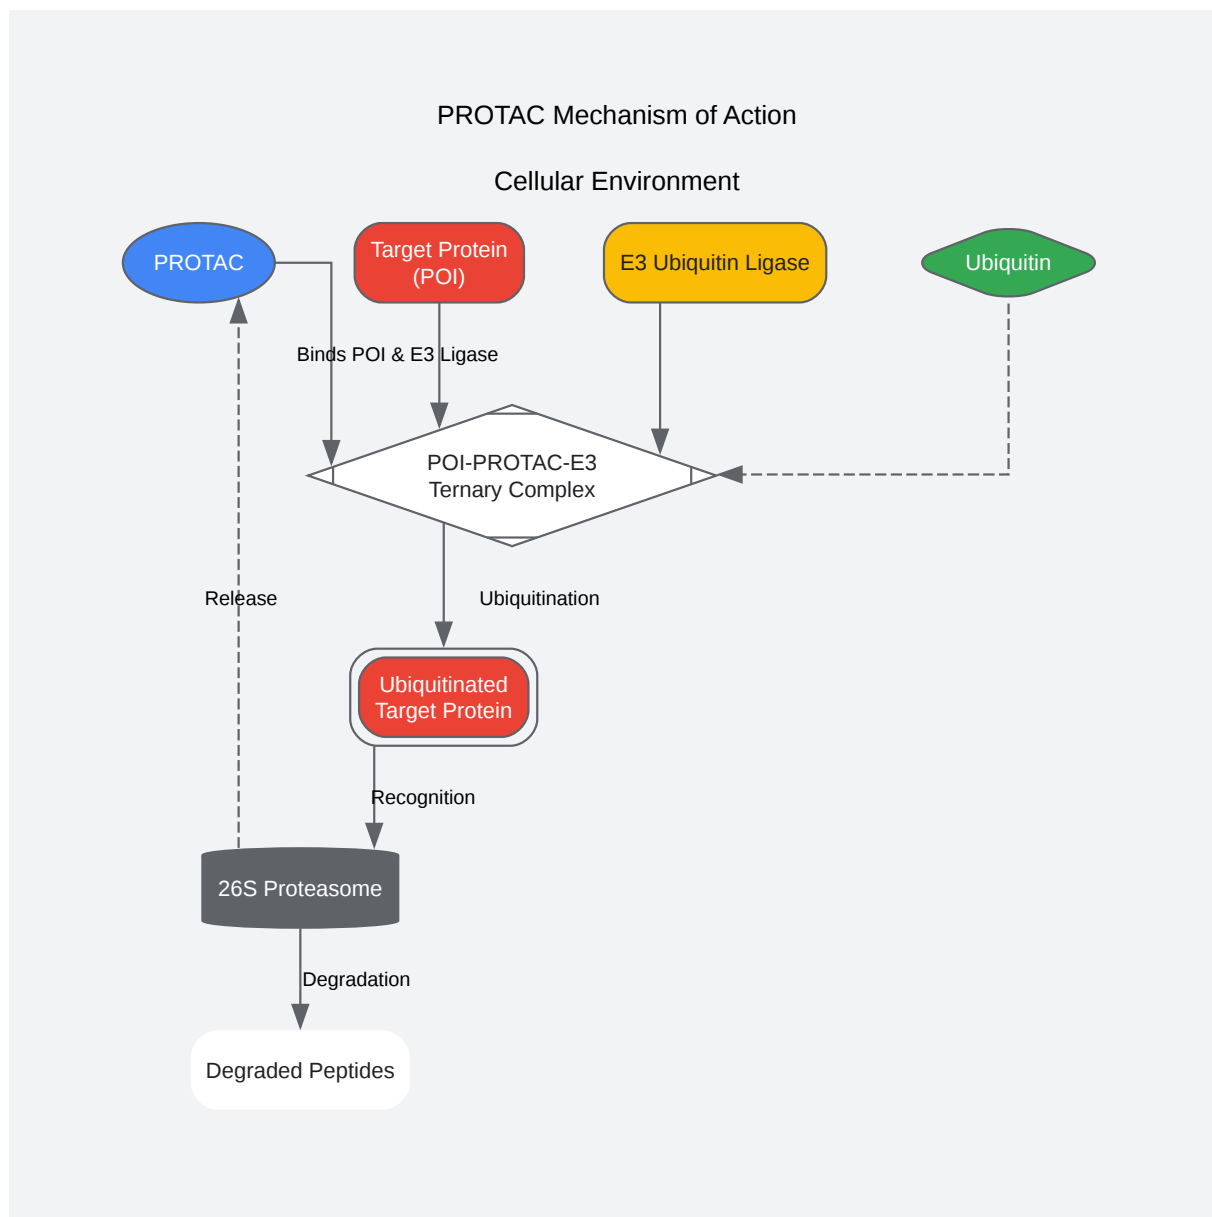 PROTAC Mechanism of Action
Cellular Environment
PROTAC
Target Protein
(POI)
E3 Ubiquitin Ligase
Ubiquitin
Binds POI & E3 Ligase
POI-PROTAC-E3
Ternary Complex
Release
Ubiquitination
Ubiquitinated
Target Protein
Recognition
26S Proteasome
Degradation
Degraded Peptides